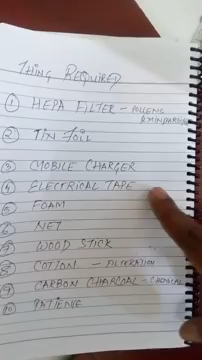 THING REQUIRED
① HEPA FILTER - POLLENS
② TIN FOIL
③ MOBILE CHARGER
④ ELECTRICAL TAPE
⑤ FOAM
⑥ NET
⑦ WOOD STICK
⑧ COTTON - FILTERATION
⑨ CARBON CHARCOAL - CHEMICAL
⑩ PATIENCE